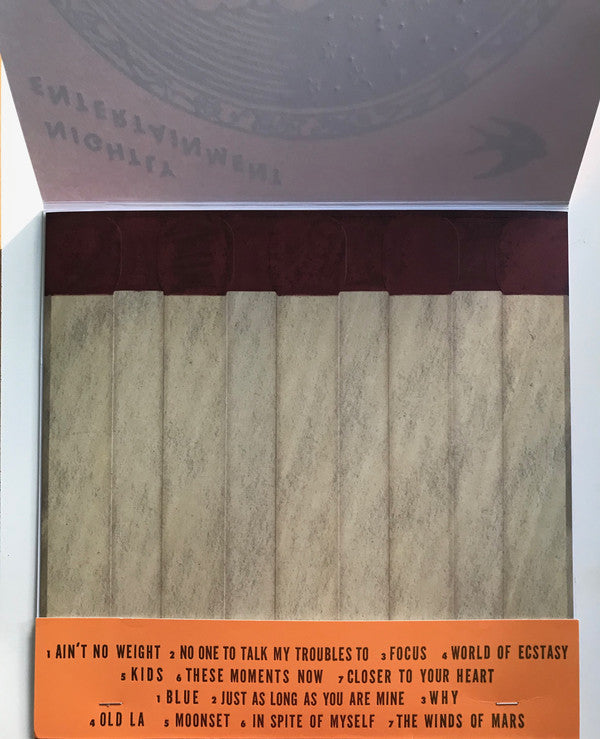 ENTERTAINMENT
NIGHTLY
1 AIN'T NO WEIGHT 2 NO ONE TO TALK MY TROUBLES TO 3 FOCUS 4 WORLD OF ECSTASY
5 KIDS 6 THESE MOMENTS NOW 7 CLOSER TO YOUR HEART
1 BLUE 2 JUST AS LONG AS YOU ARE MINE 3 WHY
4 OLD LA 5 MOONSET 6 IN SPITE OF MYSELF 7 THE WINDS OF MARS